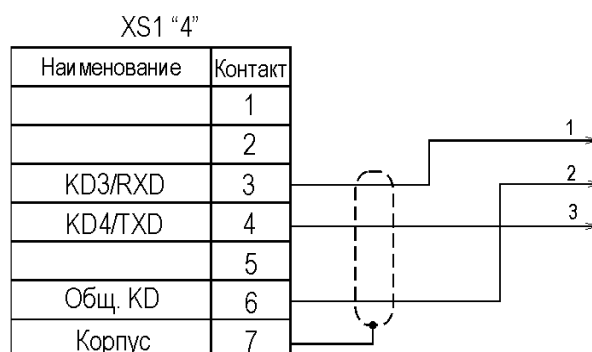 XS1 “4”
Наименование Контакт
1
2
KD3/RXD 3
KD4/TXD 4
5
Общ. KD 6
Корпус 7
1
2
3